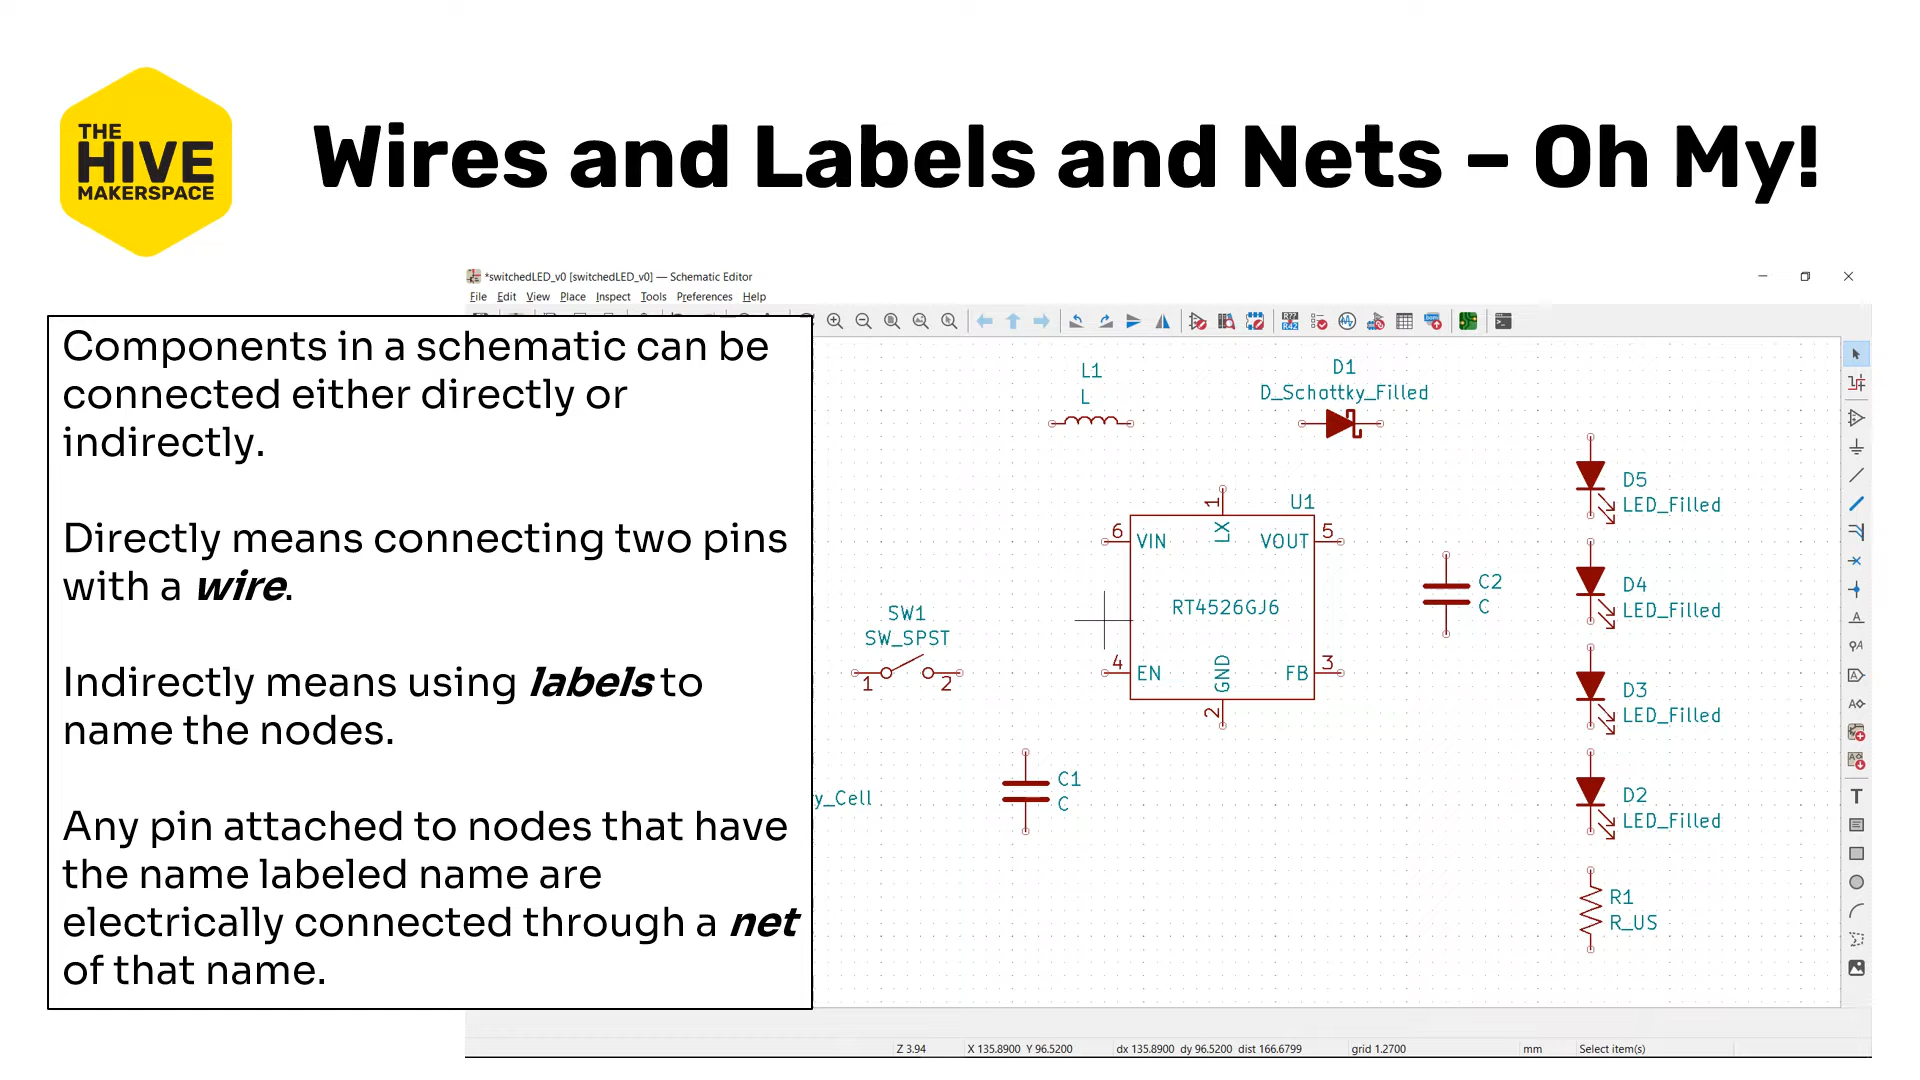 THE
HIVE
MAKERSPACE
Wires and Labels and Nets – Oh My!
*switchedLED_v0 [switchedLED_v0] — Schematic Editor
File Edit View Place Inspect Tools Preferences Help
Components in a schematic can be
connected either directly or
indirectly.
Directly means connecting two pins
with a wire.
Indirectly means using labels to
name the nodes.
Any pin attached to nodes that have
the name labeled name are
electrically connected through a net
of that name.
L1
L
D1
D_Schottky_Filled
U1
1
LX
6
VIN
VOUT
5
RT4526GJ6
4
EN
GND
FB
3
2
SW1
SW_SPST
1
2
C2
C
C1
C
y_Cell
D5
LED_Filled
D4
LED_Filled
D3
LED_Filled
D2
LED_Filled
R1
R_US
Z 3.94 X 135.8900 Y 96.5200 dx 135.8900 dy 96.5200 dist 166.6799 grid 1.2700 mm Select item(s)